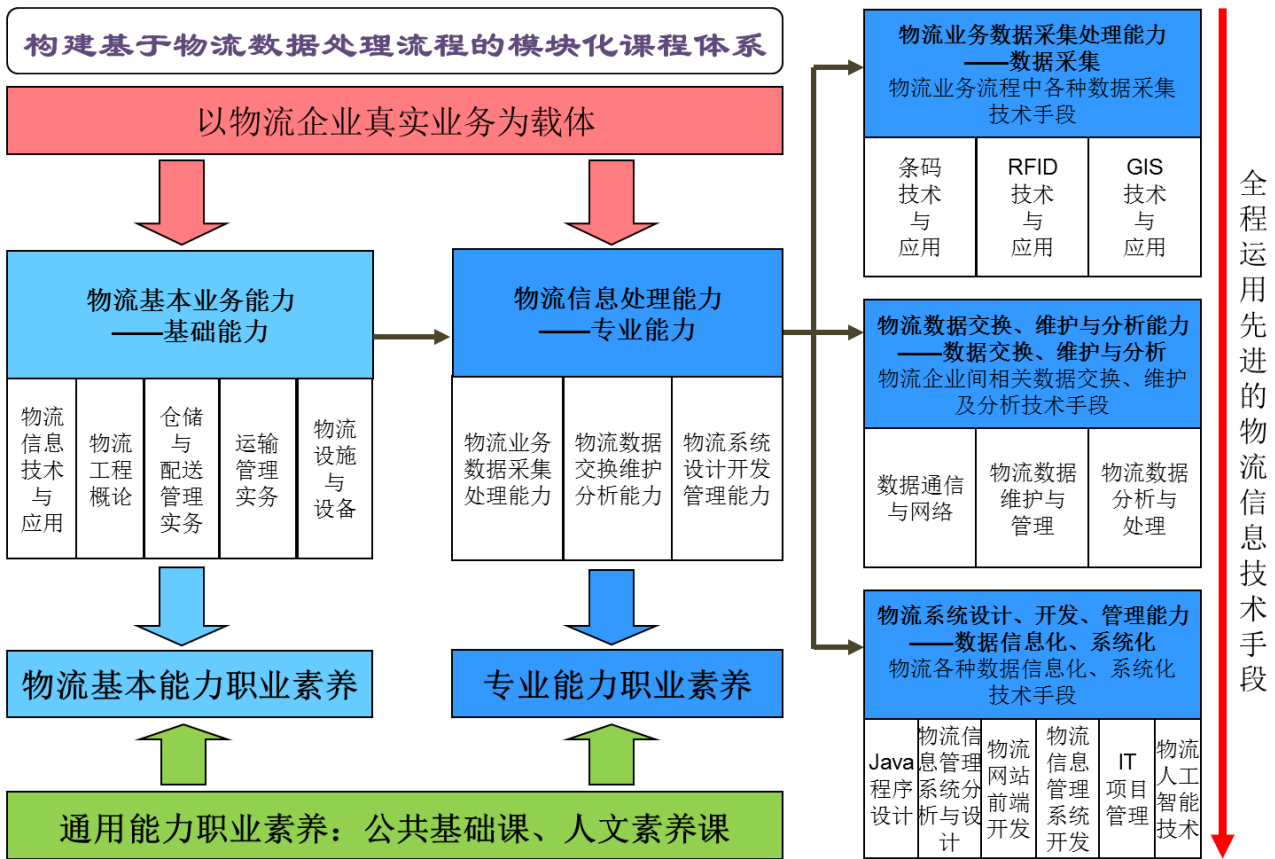 构建基于物流数据处理流程的模块化课程体系
以物流企业真实业务为载体
物流基本业务能力
——基础能力
物流
信息
技术
与
应用
物流
工程
概论
仓储
与
配送
管理
实务
运输
管理
实务
物流
设施
与
设备
物流基本能力职业素养
物流信息处理能力
——专业能力
物流业务
数据采集
处理能力
物流数据
交换维护
分析能力
物流系统
设计开发
管理能力
专业能力职业素养
通用能力职业素养：公共基础课、人文素养课
物流业务数据采集处理能力
——数据采集
物流业务流程中各种数据采集
技术手段
条码
技术
与
应用
RFID
技术
与
应用
GIS
技术
与
应用
物流数据交换、维护与分析能力
——数据交换、维护与分析
物流企业间相关数据交换、维护
及分析技术手段
数据通信
与网络
物流数据
维护与
管理
物流数据
分析与
处理
物流系统设计、开发、管理能力
——数据信息化、系统化
物流各种数据信息化、系统化
技术手段
Java
程序
设计
物流信
息管理
系统分
析与设
计
物流
网站
前端
开发
物流
信息
管理
系统
开发
IT
项目
管理
物流
人工
智能
技术
全程运用先进的物流信息技术手段